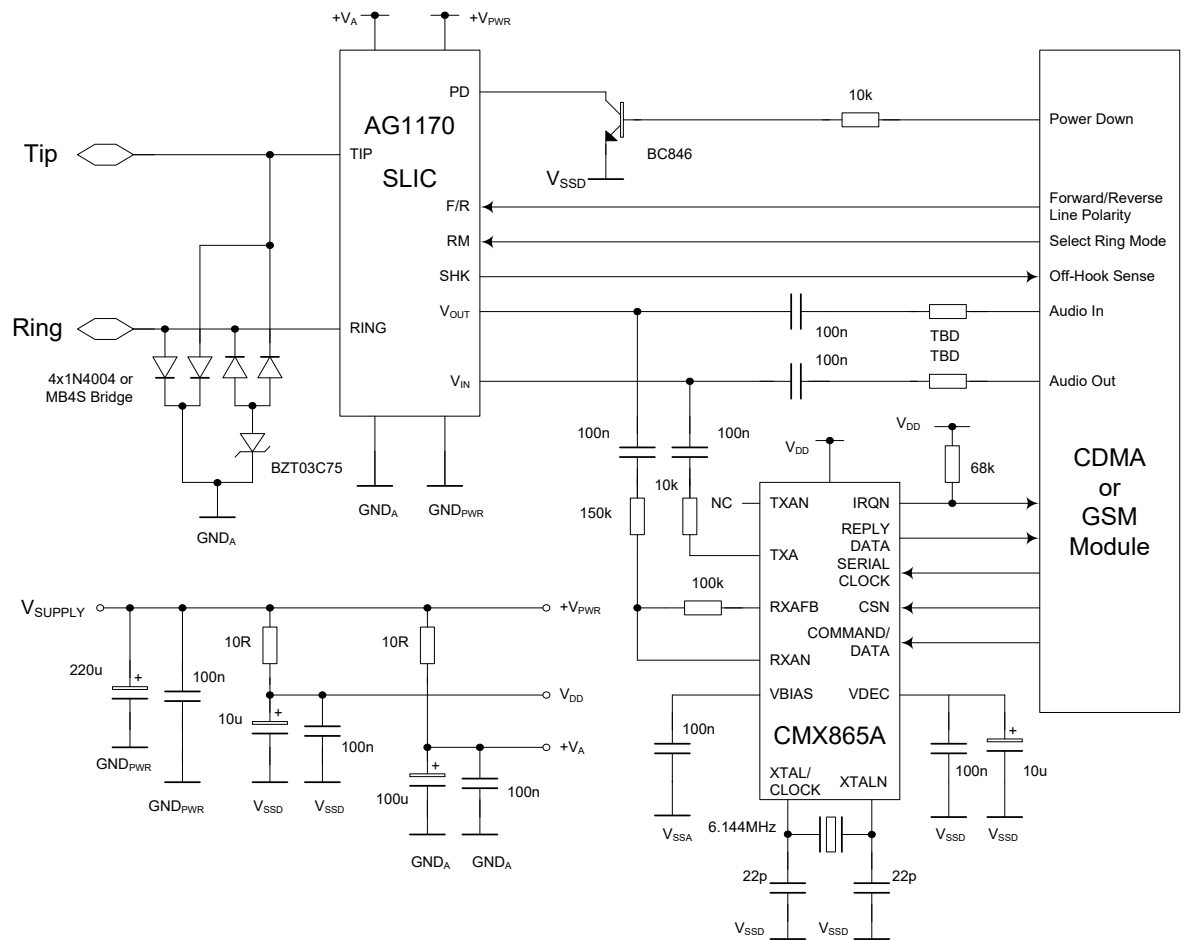 +VA
+VPWR
PD
AG1170
SLIC
10k
Power Down
Tip
TIP
BC846
VSSD
F/R
Forward/Reverse
Line Polarity
RM
Select Ring Mode
SHK
Off-Hook Sense
Ring
RING
VOUT
100n
TBD
Audio In
4x1N4004 or
MB4S Bridge
VIN
100n
TBD
Audio Out
BZT03C75
GNDA
GNDA
GNDPWR
100n
100n
VDD
VDD
68k
CDMA
or
GSM
Module
150k
10k
NC
TXAN
IRQN
REPLY
DATA
TXA
SERIAL
CLOCK
100k
RXAFB
CSN
COMMAND/
DATA
RXAN
VBIAS
VDEC
CMX865A
XTAL/
CLOCK
XTALN
100n
VSSA
100n
+
10u
VSSD
VSSD
6.144MHz
22p
22p
VSSD
VSSD
VSUPPLY
+VPWR
10R
10R
220u
+
100n
VDD
10u
+
100n
+VA
GNDPWR
GNDPWR
VSSD
VSSD
100u
+
100n
GNDA
GNDA